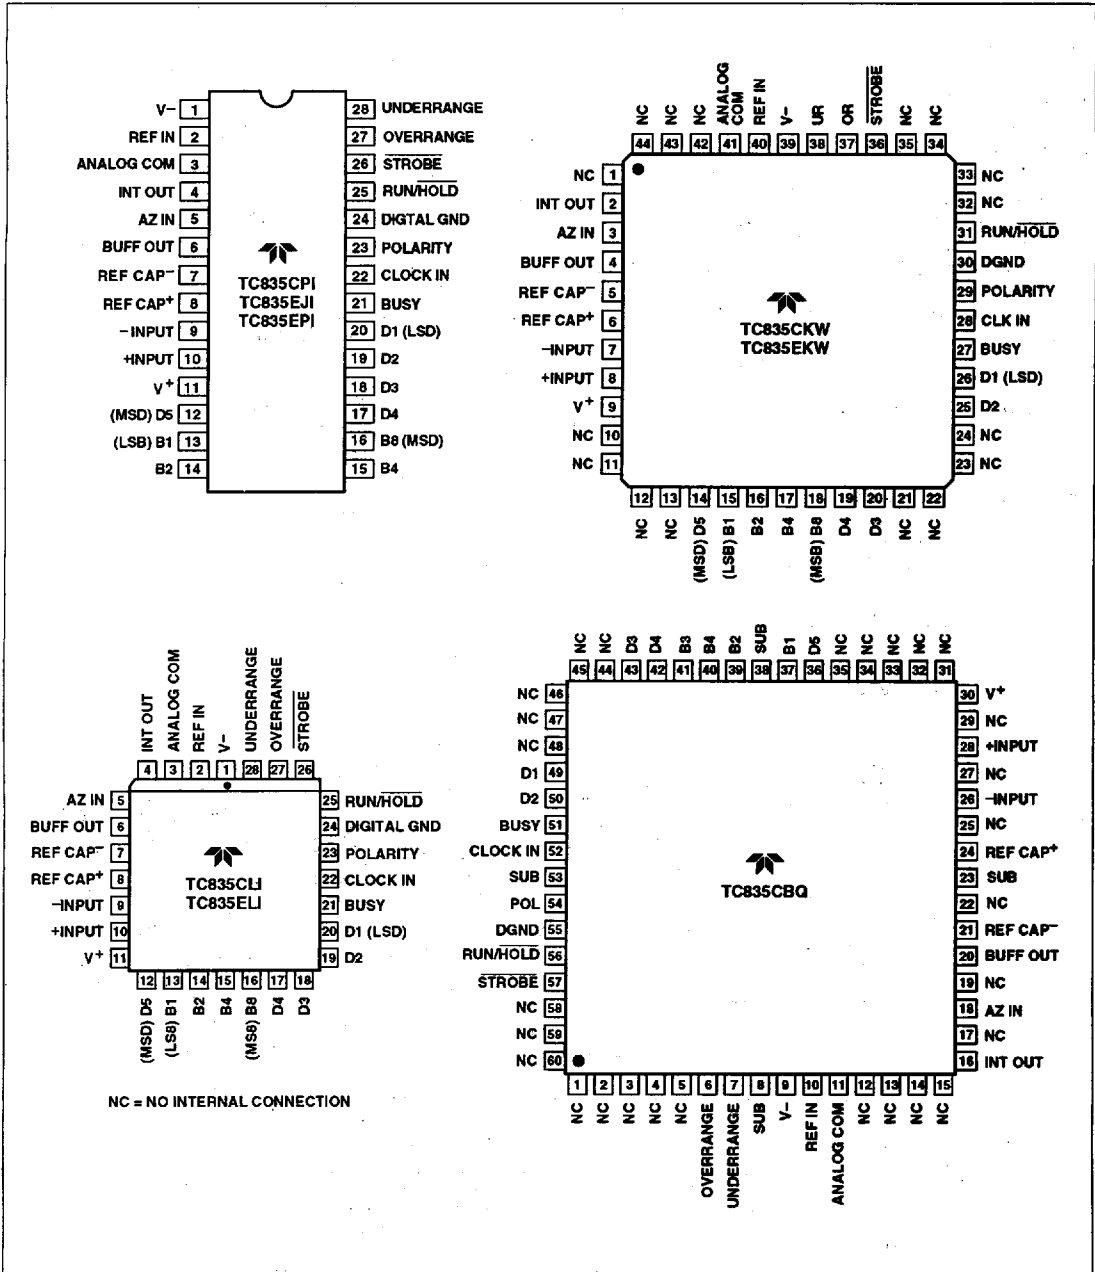 V– 1
REF IN 2
ANALOG COM 3
INT OUT 4
AZ IN 5
BUFF OUT 6
REF CAP– 7
REF CAP+ 8
–INPUT 9
+INPUT 10
V+ 11
(MSD) D5 12
(LSB) B1 13
B2 14
TC835CPI
TC835EJI
TC835EPI
28 UNDERRANGE
27 OVERRANGE
26 STROBE
25 RUN/HOLD
24 DIGTAL GND
23 POLARITY
22 CLOCK IN
21 BUSY
20 D1 (LSD)
19 D2
18 D3
17 D4
16 B8 (MSD)
15 B4
NC NC NC ANALOG COM REF IN V– UR OR STROBE NC NC
44 43 42 41 40 39 38 37 36 35 34
NC 1
INT OUT 2
AZ IN 3
BUFF OUT 4
REF CAP– 5
REF CAP+ 6
–INPUT 7
+INPUT 8
V+ 9
NC 10
NC 11
TC835CKW
TC835EKW
33 NC
32 NC
31 RUN/HOLD
30 DGND
29 POLARITY
28 CLK IN
27 BUSY
26 D1 (LSD)
25 D2
24 NC
23 NC
12 13 14 15 16 17 18 19 20 21 22
NC NC (MSD) D5 (LSB) B1 B2 B4 (MSB) B8 D4 D3 NC NC
INT OUT ANALOG COM REF IN V– UNDERRANGE OVERRANGE STROBE
4 3 2 1 28 27 26
AZ IN 5
BUFF OUT 6
REF CAP– 7
REF CAP+ 8
–INPUT 9
+INPUT 10
V+ 11
TC835CLI
TC835ELI
25 RUN/HOLD
24 DIGITAL GND
23 POLARITY
22 CLOCK IN
21 BUSY
20 D1 (LSD)
19 D2
12 13 14 15 16 17 18
(MSD) D5 (LS8) B1 B2 B4 (MS8) B8 D4 D3
NC = NO INTERNAL CONNECTION
NC NC D3 D4 B3 B4 B2 SUB B1 D5 NC NC NC NC NC
45 44 43 42 41 40 39 38 37 36 35 34 33 32 31
NC 46
NC 47
NC 48
D1 49
D2 50
BUSY 51
CLOCK IN 52
SUB 53
POL 54
DGND 55
RUN/HOLD 56
STROBE 57
NC 58
NC 59
NC 60
TC835CBQ
30 V+
29 NC
28 +INPUT
27 NC
26 –INPUT
25 NC
24 REF CAP+
23 SUB
22 NC
21 REF CAP–
20 BUFF OUT
19 NC
18 AZ IN
17 NC
16 INT OUT
1 2 3 4 5 6 7 8 9 10 11 12 13 14 15
NC NC NC NC NC OVERRANGE UNDERRANGE SUB V– REF IN ANALOG COM NC NC NC NC